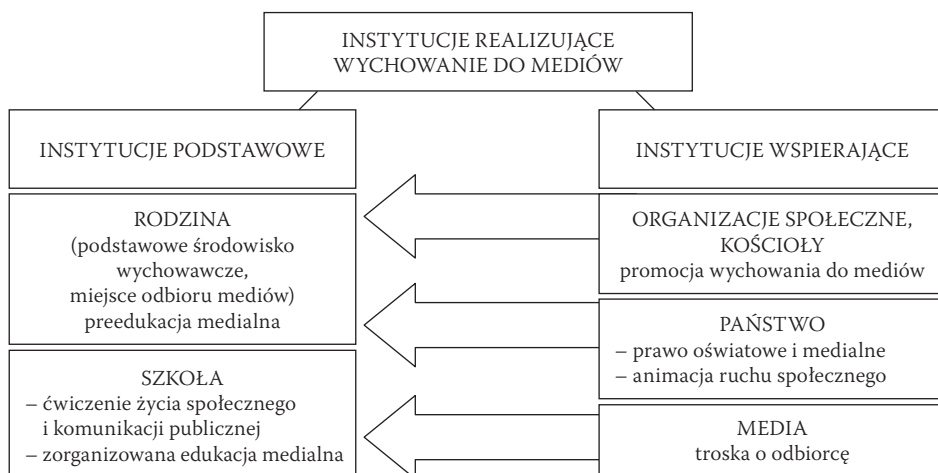 INSTYTUCJE REALIZUJĄCE
WYCHOWANIE DO MEDIÓW
INSTYTUCJE PODSTAWOWE
RODZINA
(podstawowe środowisko
wychowawcze,
miejsce odbioru mediów)
preedukacja medialna
SZKOŁA
– ćwiczenie życia społecznego
i komunikacji publicznej
– zorganizowana edukacja medialna
INSTYTUCJE WSPIERAJĄCE
ORGANIZACJE SPOŁECZNE,
KOŚCIOŁY
promocja wychowania do mediów
PAŃSTWO
– prawo oświatowe i medialne
– animacja ruchu społecznego
MEDIA
troska o odbiorcę